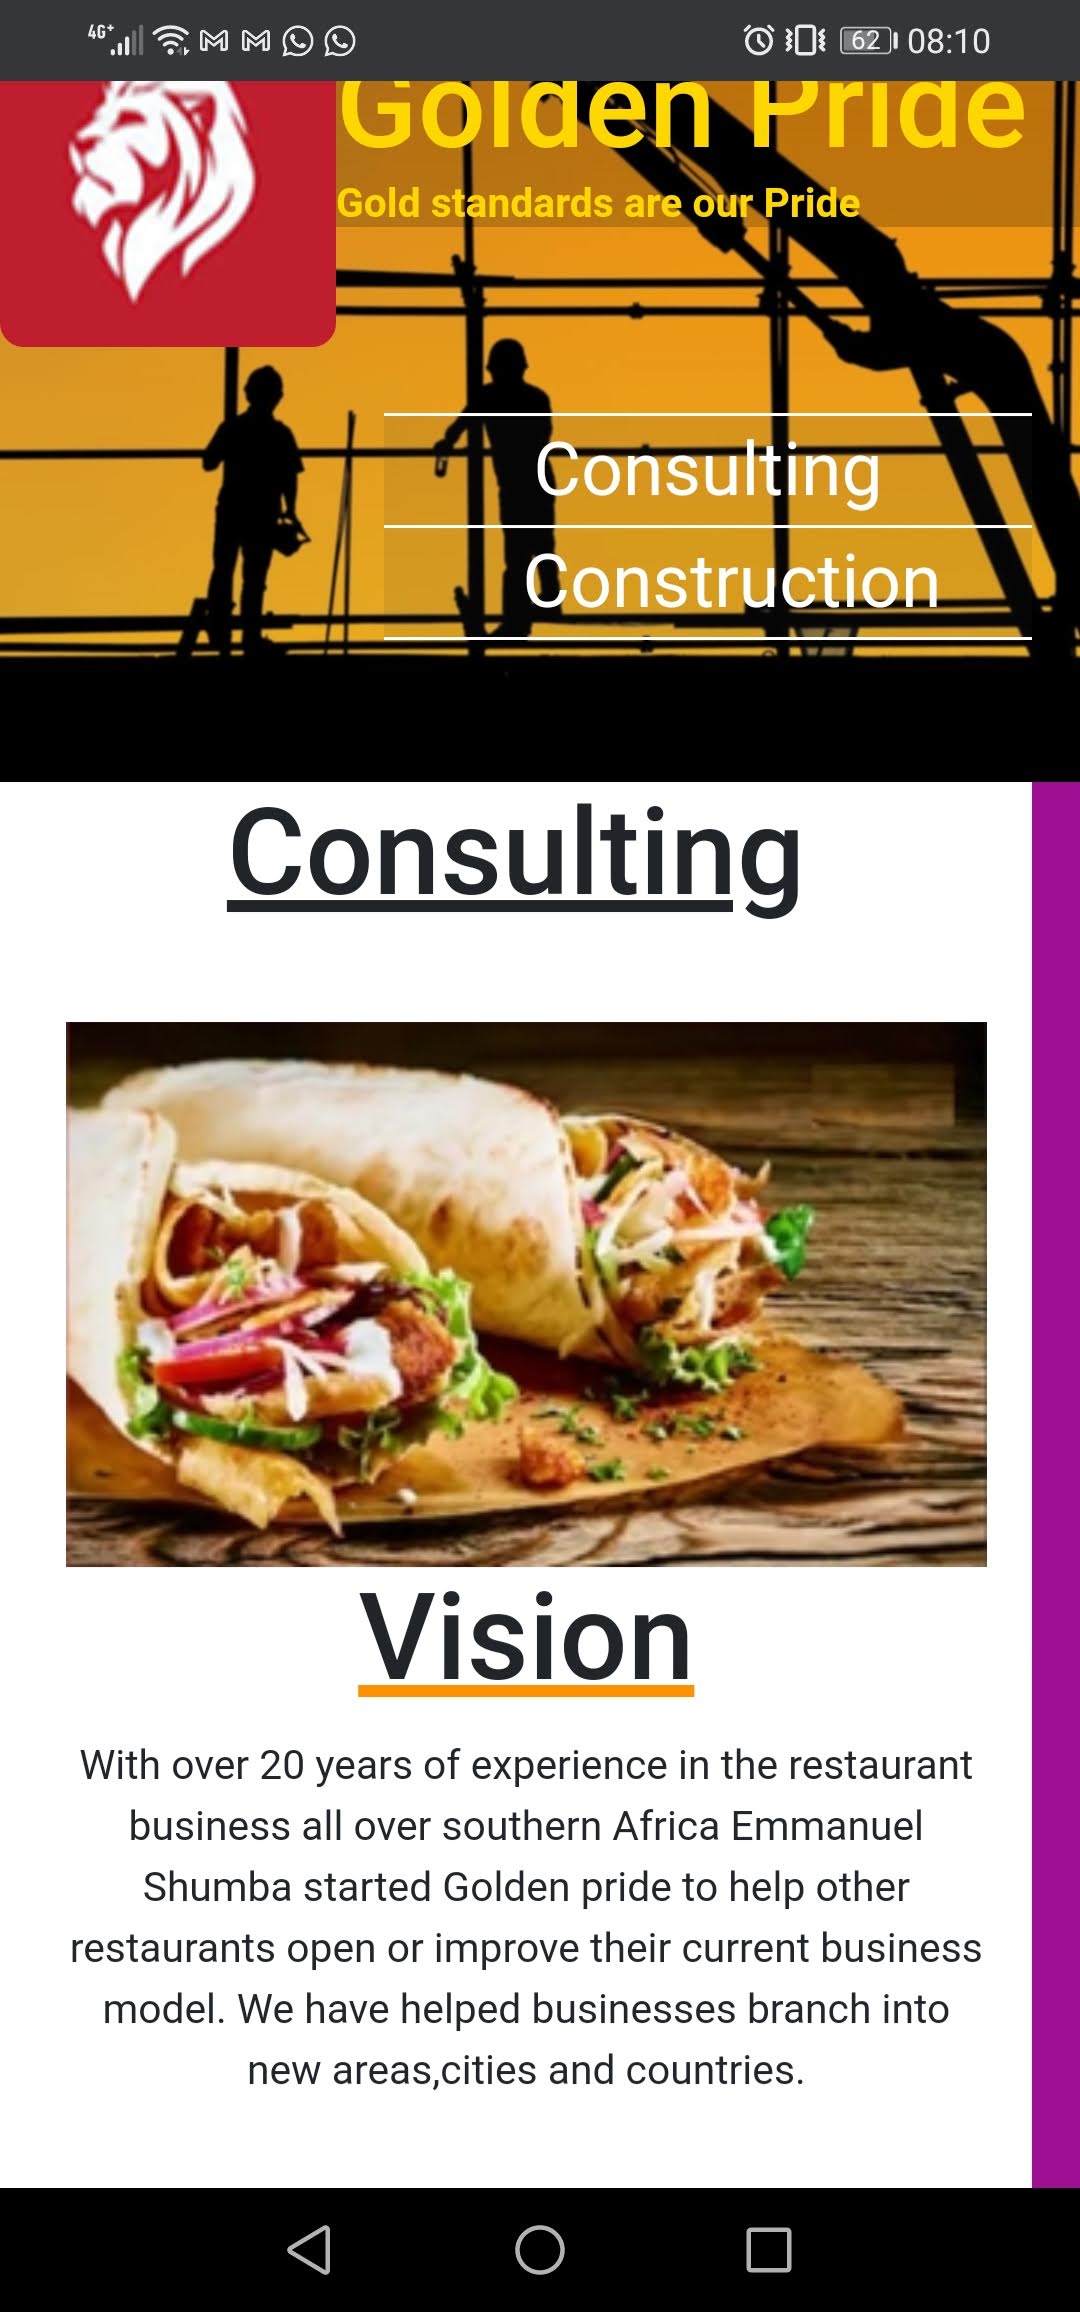 4G+ 62 08:10
Golden Pride
Gold standards are our Pride
Consulting
Construction
Consulting
Vision
With over 20 years of experience in the restaurant
business all over southern Africa Emmanuel
Shumba started Golden pride to help other
restaurants open or improve their current business
model. We have helped businesses branch into
new areas,cities and countries.